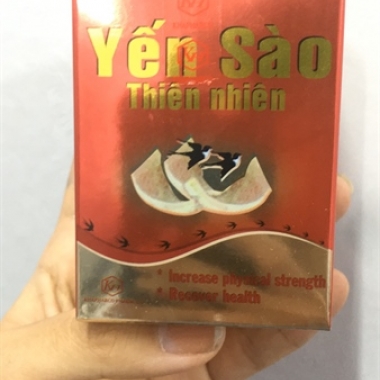 Yến Sào
Thiên nhiên
* Increase physical strength
* Recover health